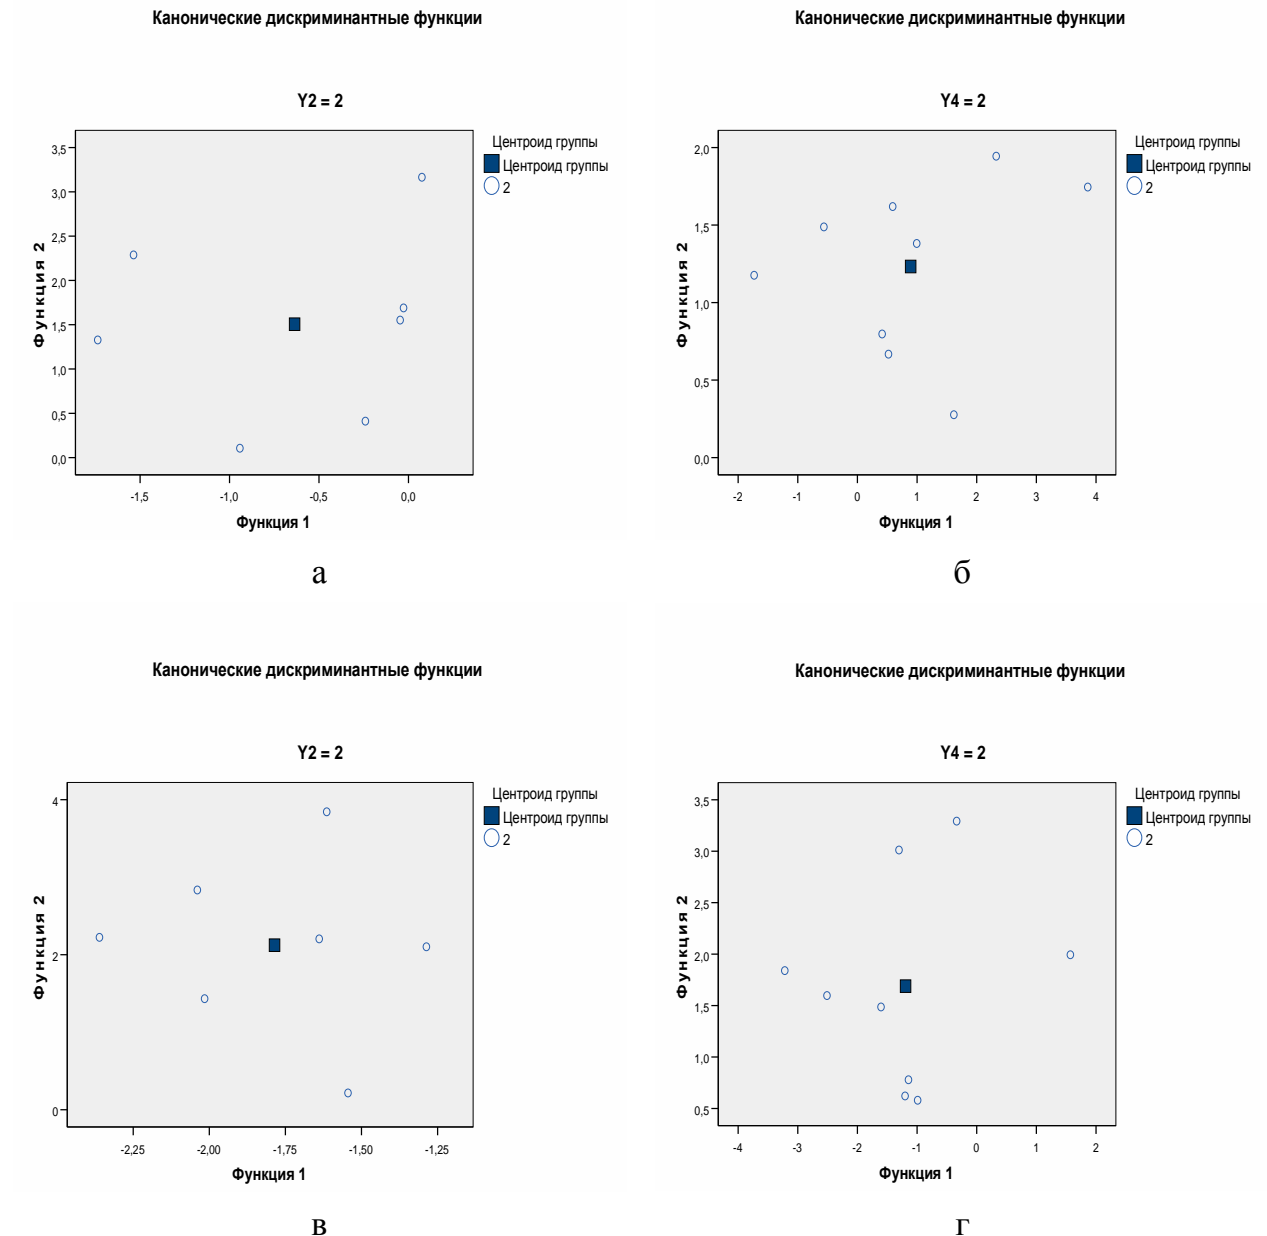 Канонические дискриминантные функции
Y2 = 2
Центроид группы
Центроид группы
2
Функция 2
3,5
3,0
2,5
2,0
1,5
1,0
0,5
0,0
-1,5 -1,0 -0,5 0,0
Функция 1
а
Канонические дискриминантные функции
Y4 = 2
Центроид группы
Центроид группы
2
Функция 2
2,0
1,5
1,0
0,5
0,0
-2 -1 0 1 2 3 4
Функция 1
б
Канонические дискриминантные функции
Y2 = 2
Центроид группы
Центроид группы
2
Функция 2
4
2
0
-2,25 -2,00 -1,75 -1,50 -1,25
Функция 1
в
Канонические дискриминантные функции
Y4 = 2
Центроид группы
Центроид группы
2
Функция 2
3,5
3,0
2,5
2,0
1,5
1,0
0,5
-4 -3 -2 -1 0 1 2
Функция 1
г